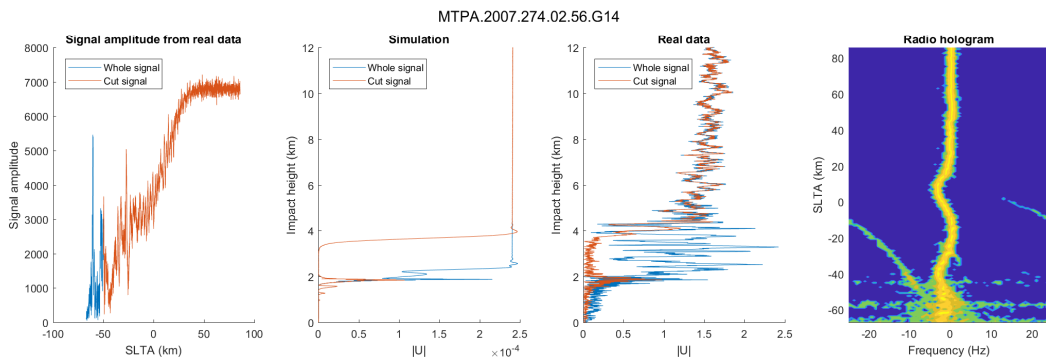 MTPA.2007.274.02.56.G14
Signal amplitude from real data
8000
7000
6000
5000
4000
3000
2000
1000
0
Signal amplitude
Whole signal
Cut signal
-100
-50
0
50
100
SLTA (km)
Simulation
12
10
8
6
4
2
0
Impact height (km)
Whole signal
Cut signal
0
0.5
1
1.5
2
2.5
|U|
×10⁻⁴
Real data
12
10
8
6
4
2
0
Impact height (km)
Whole signal
Cut signal
0
0.5
1
1.5
2
2.5
|U|
Radio hologram
80
60
40
20
0
-20
-40
-60
SLTA (km)
-20
-10
0
10
20
Frequency (Hz)